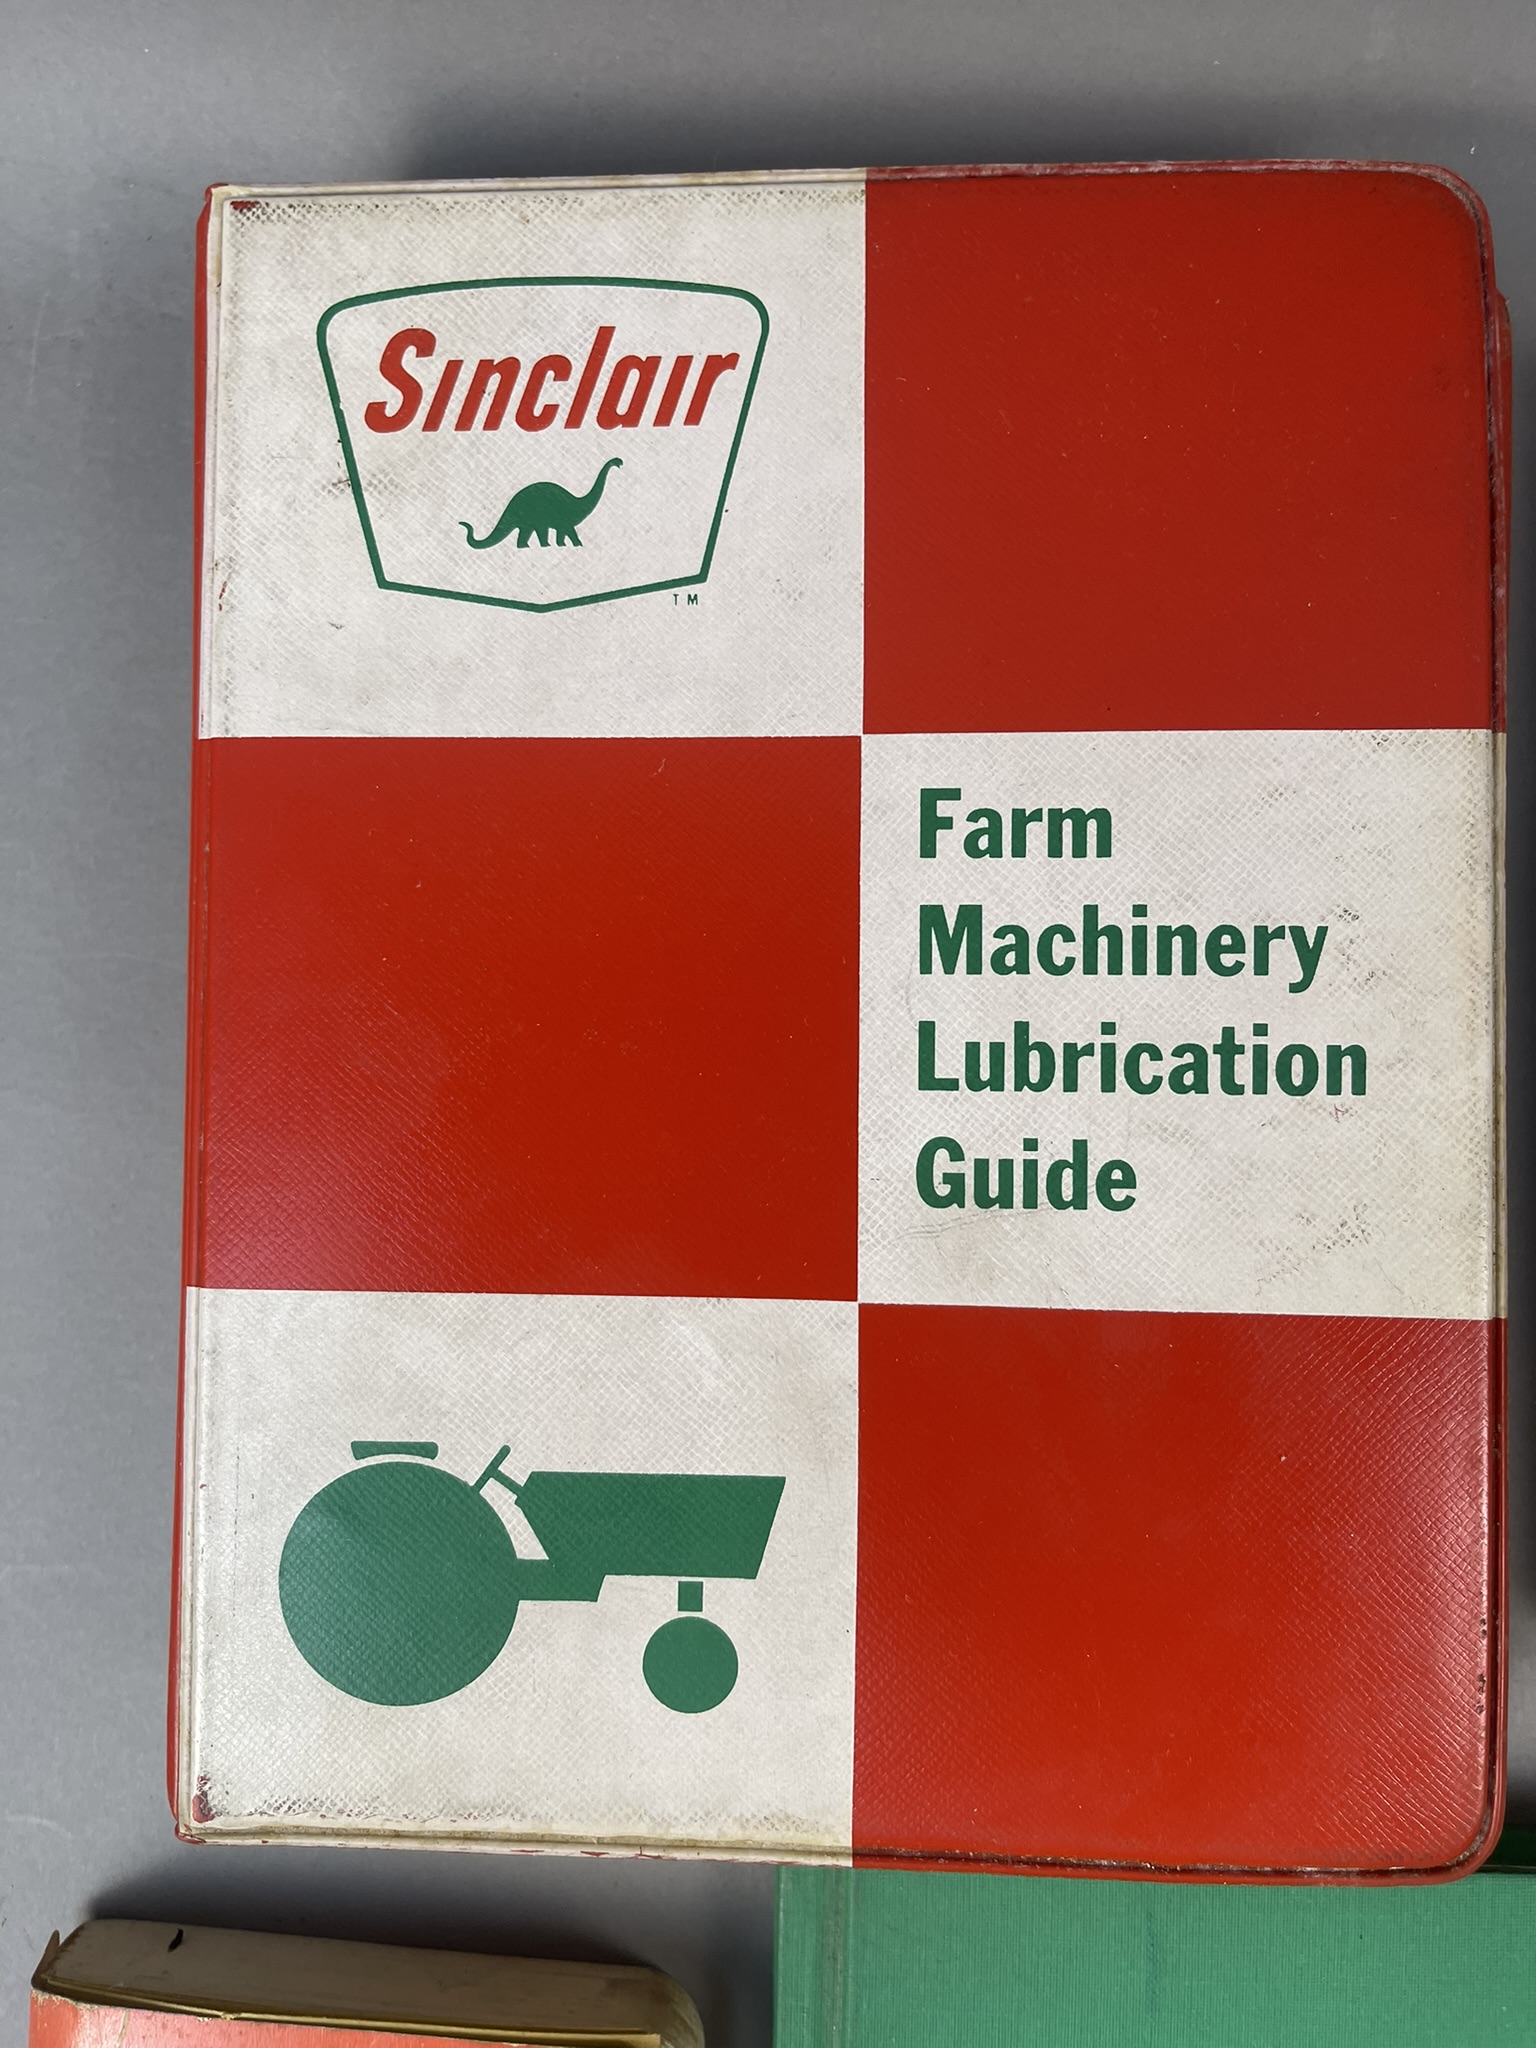 Sinclair
TM
Farm
Machinery
Lubrication
Guide